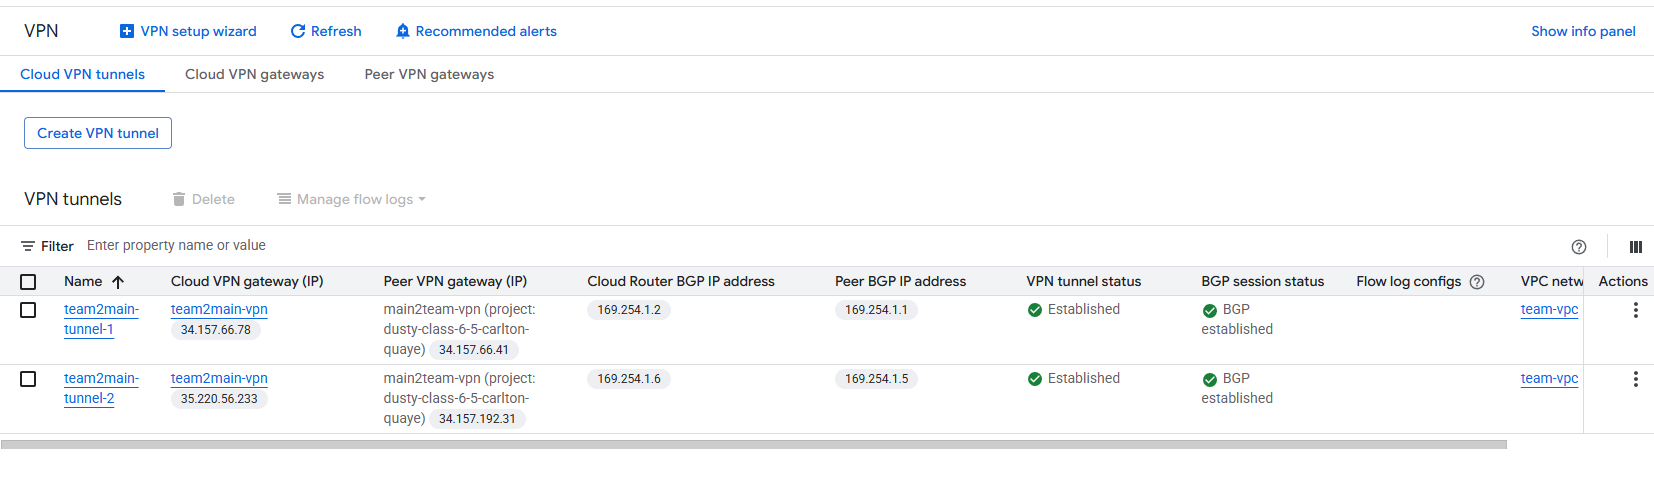 VPN VPN setup wizard Refresh Recommended alerts Show info panel
Cloud VPN tunnels Cloud VPN gateways Peer VPN gateways
Create VPN tunnel
VPN tunnels Delete Manage flow logs
Filter Enter property name or value
Name Cloud VPN gateway (IP) Peer VPN gateway (IP) Cloud Router BGP IP address Peer BGP IP address VPN tunnel status BGP session status Flow log configs VPC netw Actions
team2main- team2main-vpn main2team-vpn (project: 169.254.1.2 169.254.1.1 Established BGP team-vpc
tunnel-1 34.157.66.78 dusty-class-6-5-carlton- established
quaye) 34.157.66.41
team2main- team2main-vpn main2team-vpn (project: 169.254.1.6 169.254.1.5 Established BGP team-vpc
tunnel-2 35.220.56.233 dusty-class-6-5-carlton- established
quaye) 34.157.192.31